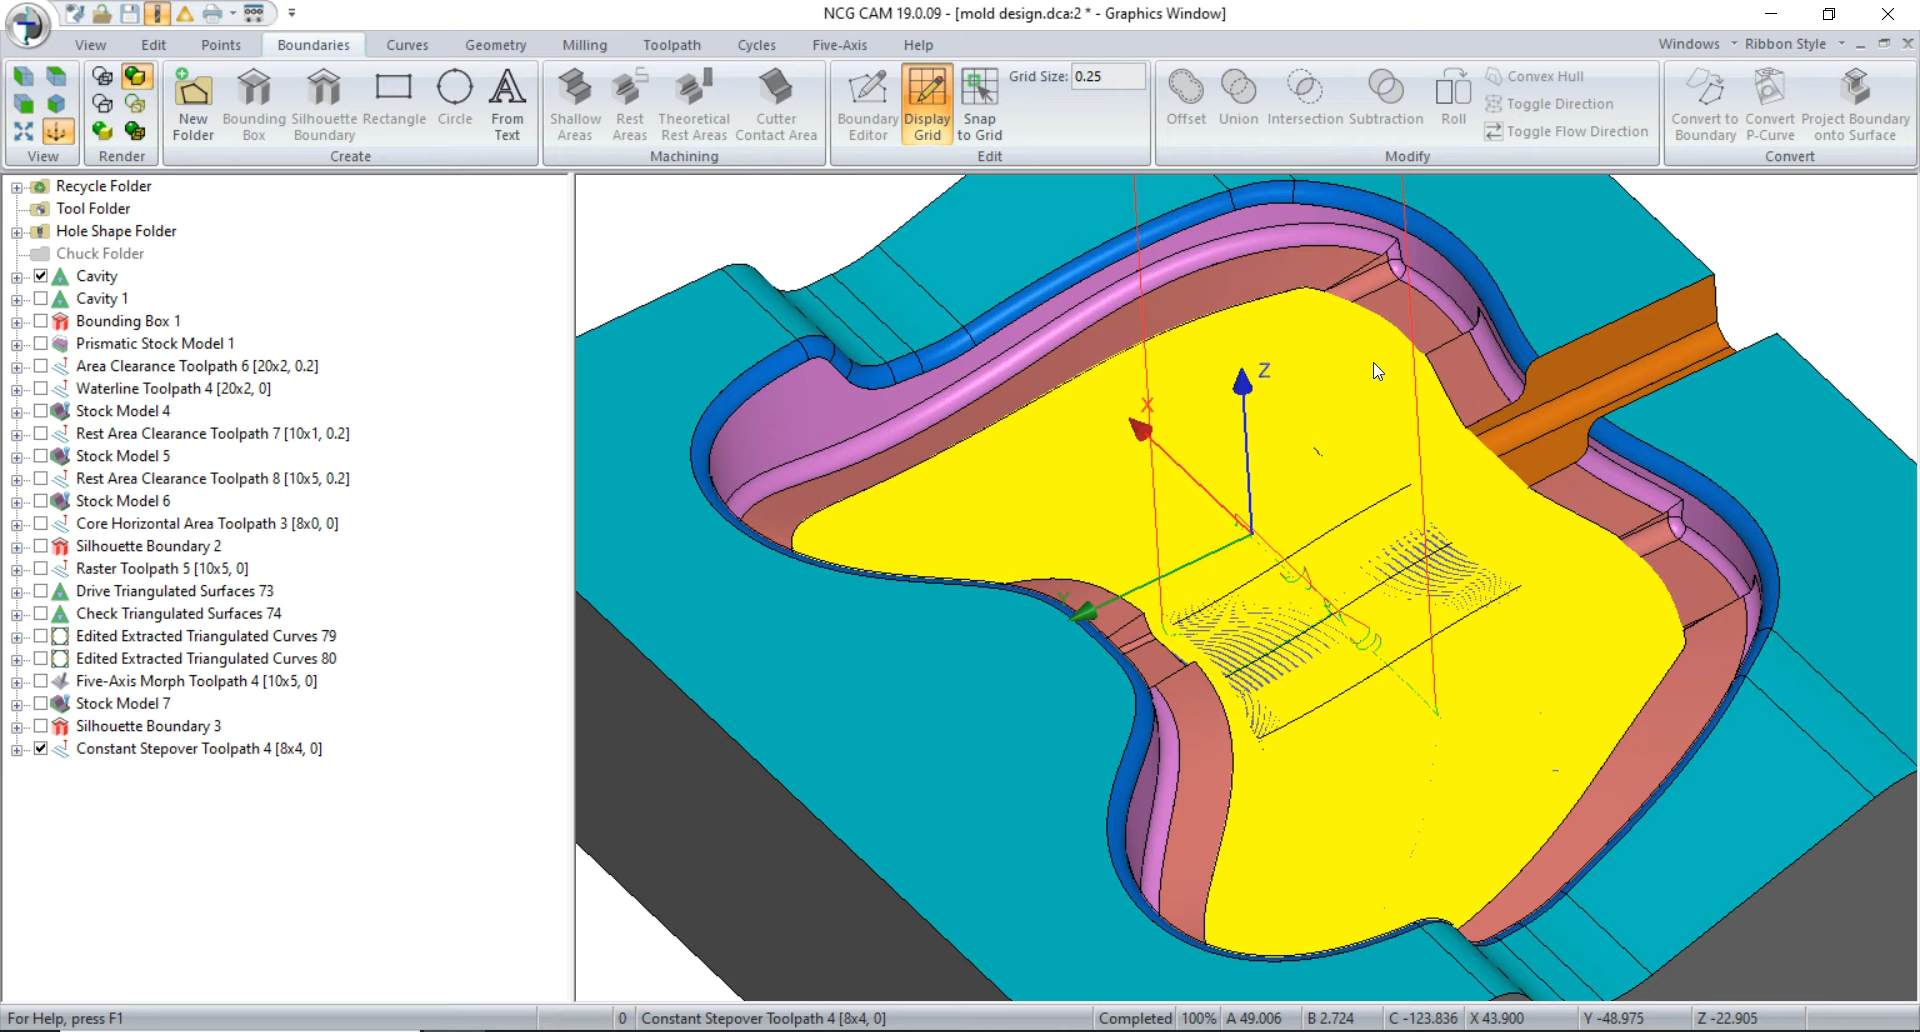 NCG CAM 19.0.09 - [mold design.dca:2 * - Graphics Window]
View Edit Points Boundaries Curves Geometry Milling Toolpath Cycles Five-Axis Help Windows Ribbon Style
New Folder
Bounding Box
Silhouette Boundary
Rectangle
Circle
From Text
Shallow Areas
Rest Areas
Theoretical Rest Areas
Cutter Contact Area
Boundary Editor
Display Grid
Snap to Grid
Grid Size: 0.25
Offset
Union
Intersection
Subtraction
Roll
Convex Hull
Toggle Direction
Toggle Flow Direction
Convert to Boundary
Convert P-Curve
Project Boundary onto Surface
View Render Create Machining Edit Modify Convert
Recycle Folder
Tool Folder
Hole Shape Folder
Chuck Folder
Cavity
Cavity 1
Bounding Box 1
Prismatic Stock Model 1
Area Clearance Toolpath 6 [20x2, 0.2]
Waterline Toolpath 4 [20x2, 0]
Stock Model 4
Rest Area Clearance Toolpath 7 [10x1, 0.2]
Stock Model 5
Rest Area Clearance Toolpath 8 [10x5, 0.2]
Stock Model 6
Core Horizontal Area Toolpath 3 [8x0, 0]
Silhouette Boundary 2
Raster Toolpath 5 [10x5, 0]
Drive Triangulated Surfaces 73
Check Triangulated Surfaces 74
Edited Extracted Triangulated Curves 79
Edited Extracted Triangulated Curves 80
Five-Axis Morph Toolpath 4 [10x5, 0]
Stock Model 7
Silhouette Boundary 3
Constant Stepover Toolpath 4 [8x4, 0]
Z
X
Y
For Help, press F1 0 Constant Stepover Toolpath 4 [8x4, 0] Completed 100% A 49.006 B 2.724 C -123.836 X 43.900 Y -48.975 Z -22.905